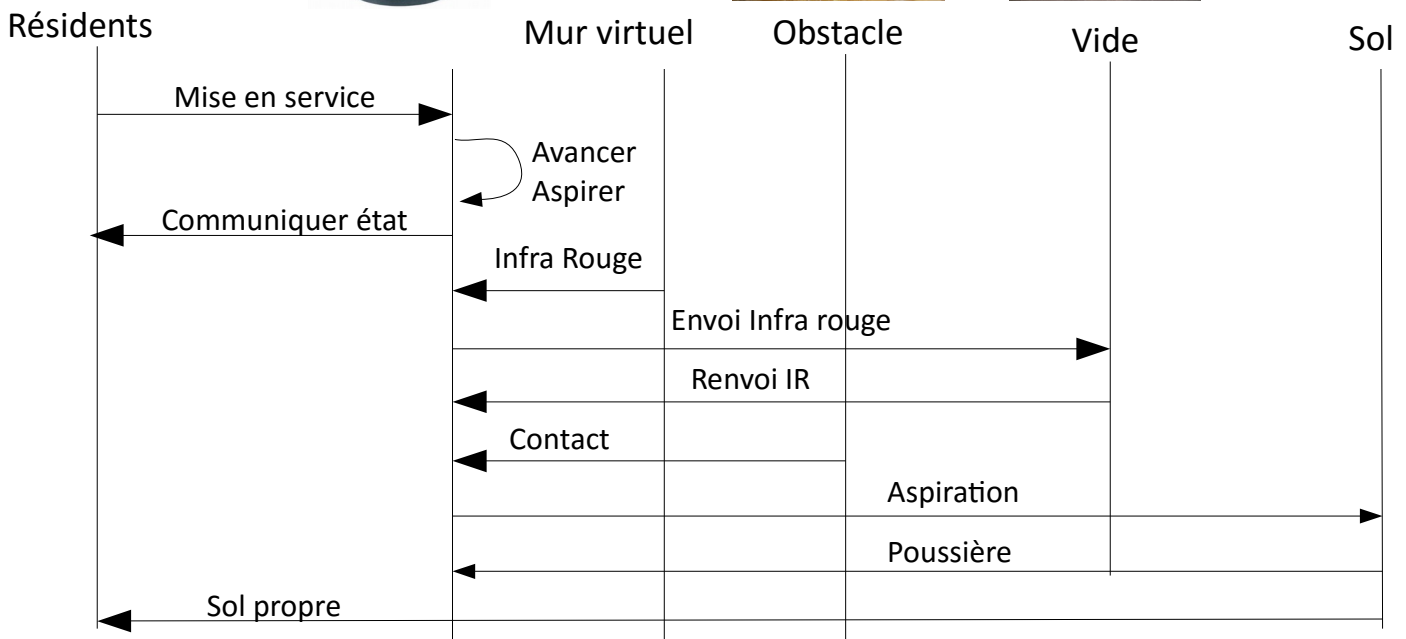 Résidents
Mur virtuel
Obstacle
Vide
Sol
Mise en service
Avancer
Aspirer
Communiquer état
Infra Rouge
Envoi Infra rouge
Renvoi IR
Contact
Aspiration
Poussière
Sol propre